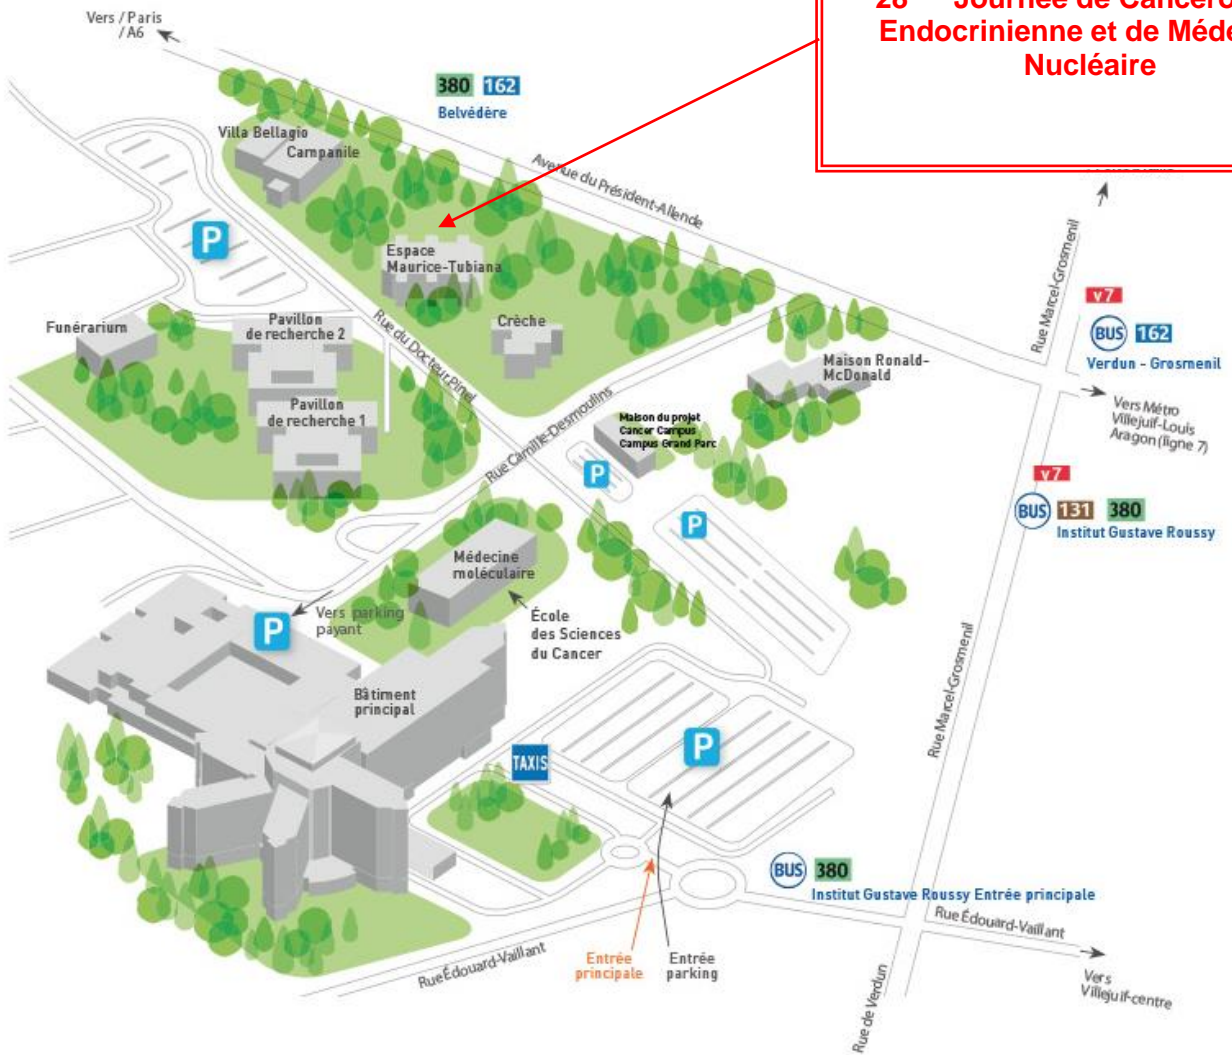 Vers / Paris
/ A6
28 Journée de
Endocrinienne et de
Nucléaire
380 162
Belvédère
Villa Bellagio
Campanile
Avenue du Président-Allende
P
Espace
Maurice-Tubiana
Rue Marcel-Grosmenil
v7
BUS 162
Verdun - Grosmenil
Funérarium
Pavillon
de recherche 2
Rue du Docteur Pinel
Crèche
Maison Ronald-
McDonald
Vers Métro
Villejuif-Louis
Aragon (ligne 7)
Pavillon
de recherche 1
Rue Camille-Desmoulins
Maison du projet
Cancer Campus
Campus Grand Parc
P
P
v7
BUS 131 380
Institut Gustave Roussy
Médecine
moléculaire
Vers parking
payant
P
École
des Sciences
du Cancer
Rue Marcel-Grosmenil
Bâtiment
principal
TAXIS
P
BUS 380
Institut Gustave Roussy Entrée principale
Rue Édouard-Vaillant
Rue Édouard-Vaillant
Entrée
principale
Entrée
parking
Vers
Villejuif-centre
Rue de Verdun